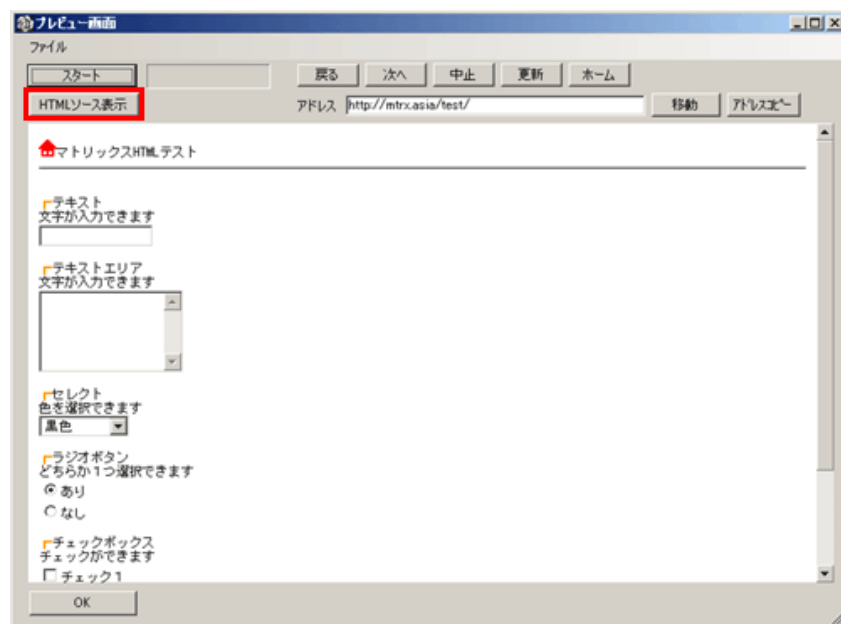 プレビュー画面
ファイル
スタート 戻る 次へ 中止 更新 ホーム
HTMLソース表示 アドレス http://mtrx.asia/test/ 移動 アドレスコピー
マトリックスHTMLテスト
テキスト
文字が入力できます
テキストエリア
文字が入力できます
セレクト
色を選択できます
黒色
ラジオボタン
どちらか1つ選択できます
あり
なし
チェックボックス
チェックができます
チェック1
OK